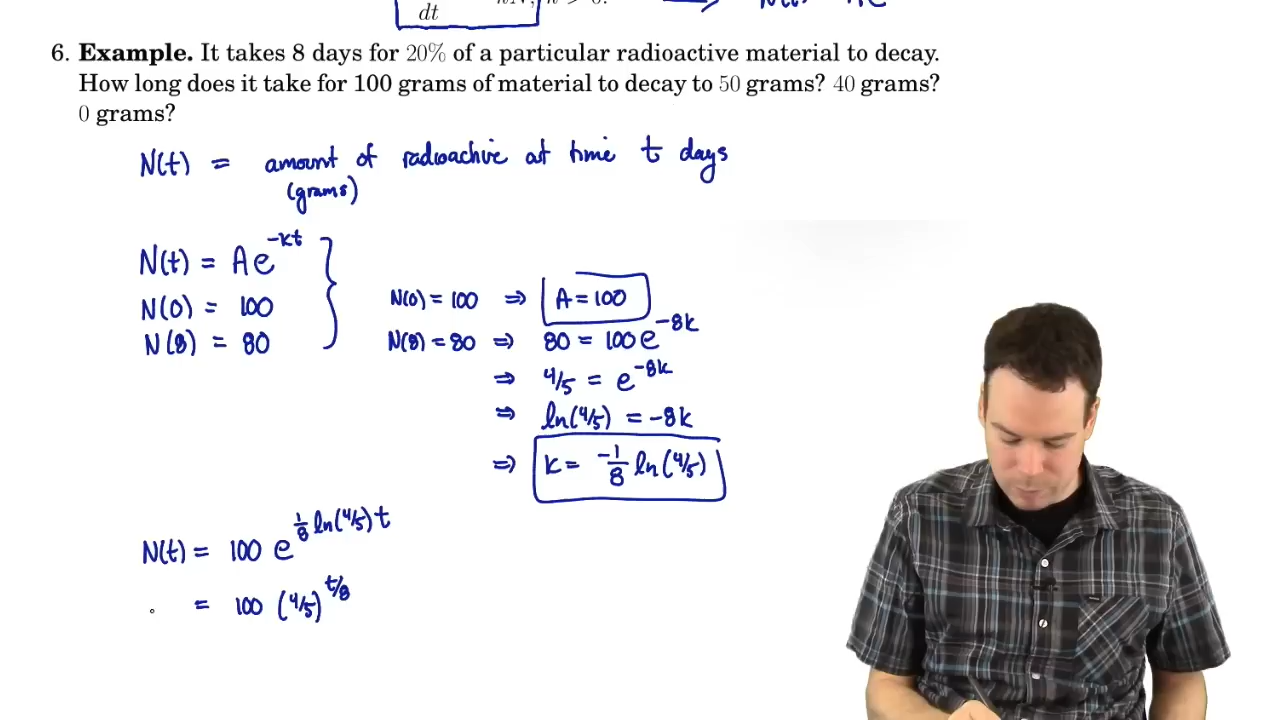 dt
6. Example. It takes 8 days for 20% of a particular radioactive material to decay.
How long does it take for 100 grams of material to decay to 50 grams? 40 grams?
0 grams?
N(t) = amount of radioachive at time t days
(grams)
N(t) = Ae^{-kt}
N(0) = 100
N(8) = 80
N(0) = 100 ⇒ A = 100
N(8) = 80 ⇒ 80 = 100e^{-8k}
⇒ 4/5 = e^{-8k}
⇒ ln(4/5) = -8k
⇒ k = -1/8 ln(4/5)
N(t) = 100 e^{1/8 ln(4/5) t}
= 100 (4/5)^{t/8}